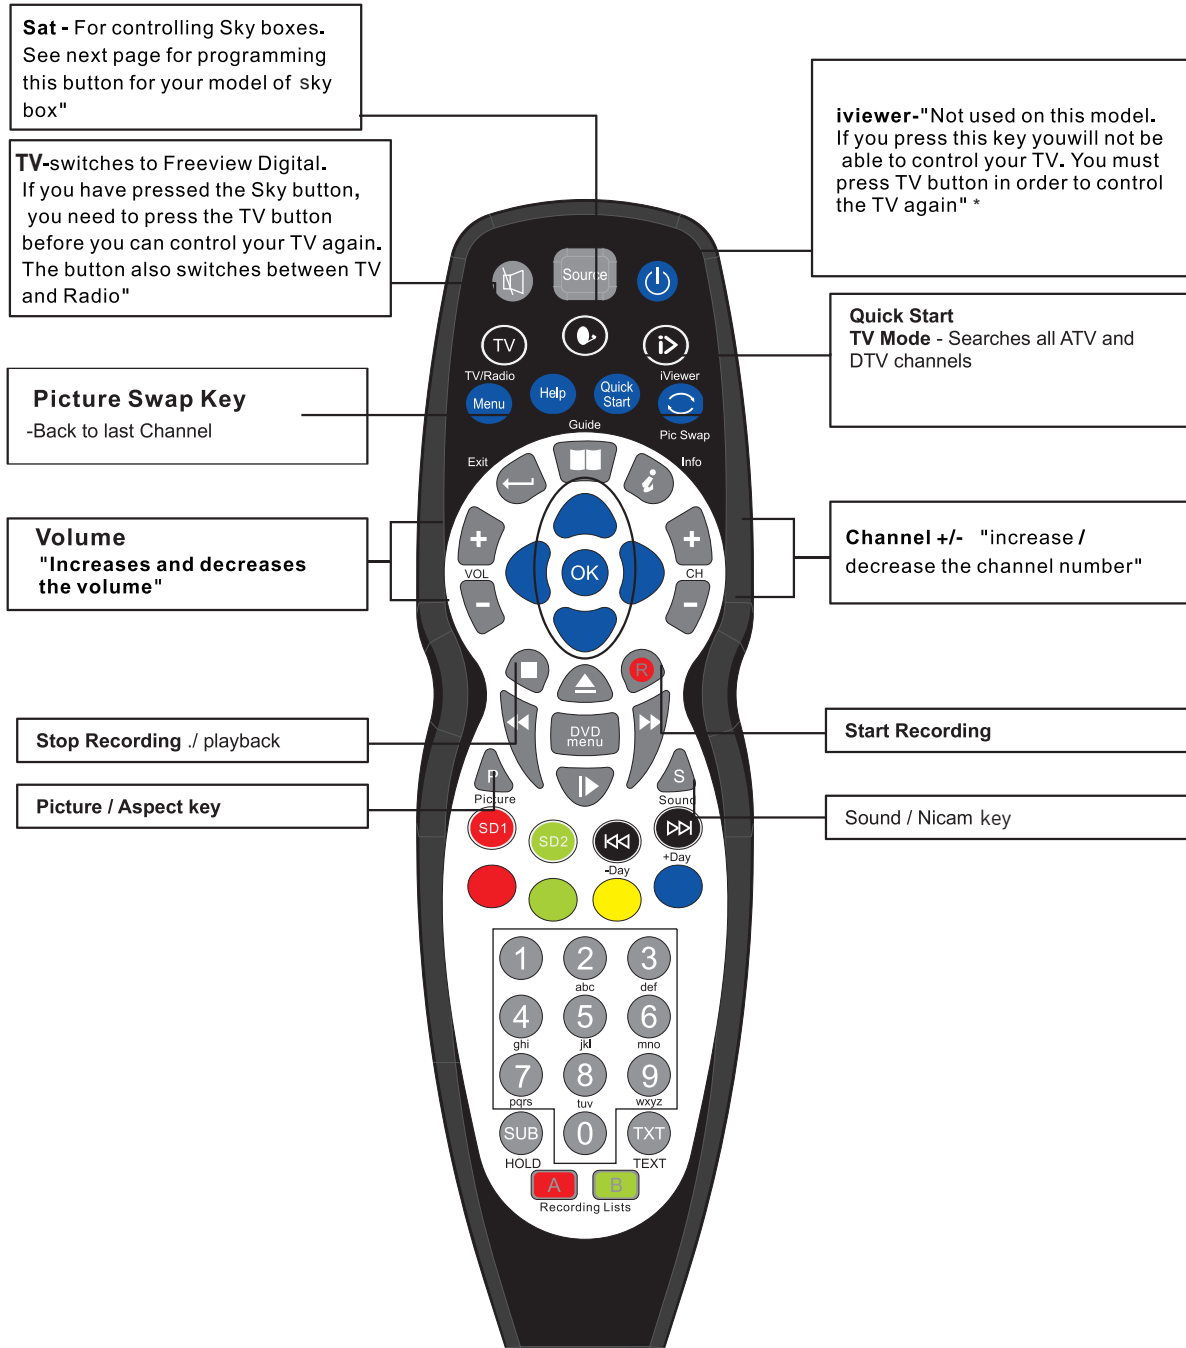 Sat - For controlling Sky boxes.
See next page for programming
this button for your model of sky
box"
TV-switches to Freeview Digital.
If you have pressed the Sky button,
you need to press the TV button
before you can control your TV again.
The button also switches between TV
and Radio"
Picture Swap Key
-Back to last Channel
Volume
"Increases and decreases
the volume"
Stop Recording ./ playback
Picture / Aspect key
iviewer-"Not used on this model.
If you press this key youwill not be
able to control your TV. You must
press TV button in order to control
the TV again" *
Quick Start
TV Mode - Searches all ATV and
DTV channels
Channel +/- "increase /
decrease the channel number"
Start Recording
Sound / Nicam key
Source
TV
TV/Radio
iViewer
Menu
Help
Quick
Start
Guide
Pic Swap
Exit
Info
i
+
VOL
-
OK
+
CH
-
R
DVD
menu
P
Picture
S
Sound
SD1
SD2
-Day
+Day
1
2
abc
3
def
4
ghi
5
jkl
6
mno
7
pqrs
8
tuv
9
wxyz
SUB
HOLD
0
TXT
TEXT
A
B
Recording Lists